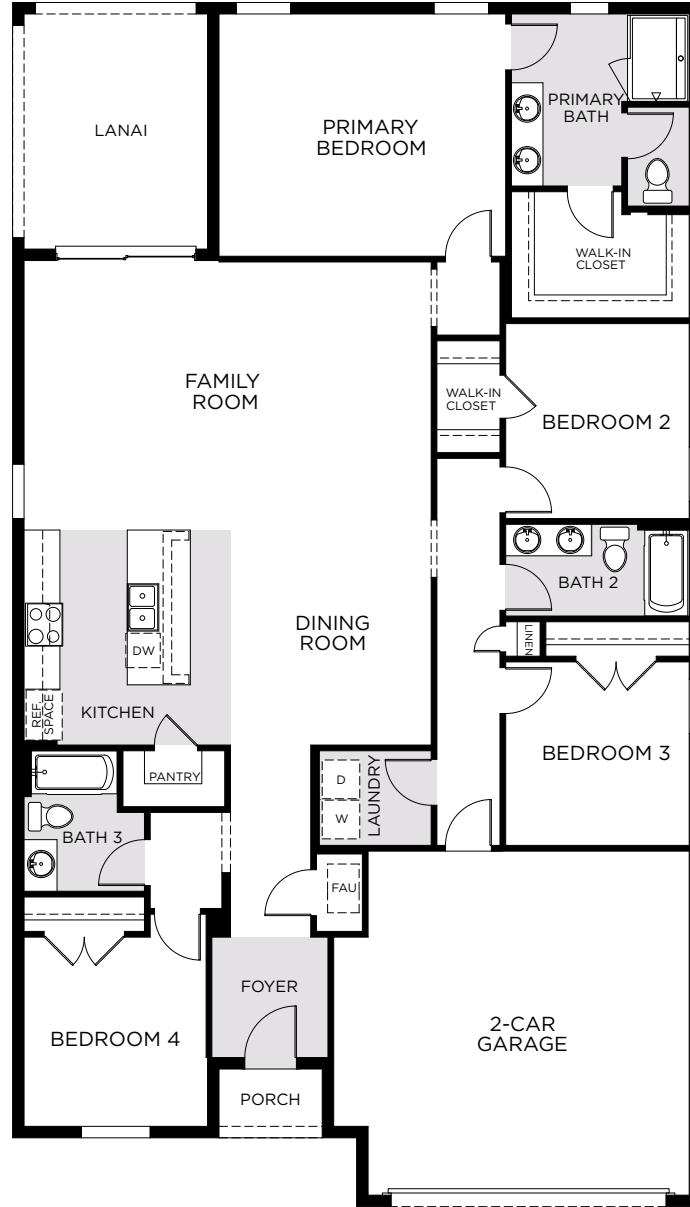 LANAI
PRIMARY
BEDROOM
PRIMARY
BATH
WALK-IN
CLOSET
FAMILY
ROOM
WALK-IN
CLOSET
BEDROOM 2
BATH 2
DINING
ROOM
LINEN
DW
REF.
SPACE
KITCHEN
PANTRY
BEDROOM 3
D
W
LAUNDRY
BATH 3
FAU
FOYER
BEDROOM 4
2-CAR
GARAGE
PORCH